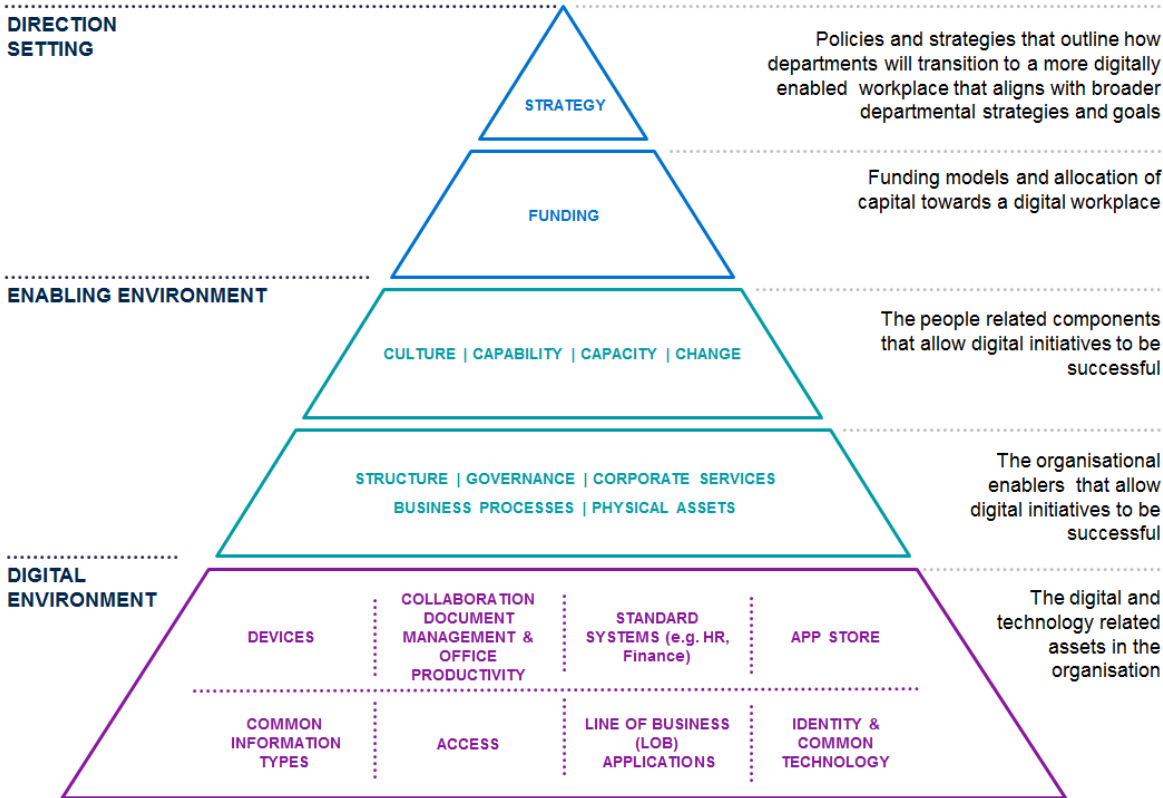 DIRECTION
SETTING
STRATEGY
Policies and strategies that outline how
departments will transition to a more digitally
enabled workplace that aligns with broader
departmental strategies and goals
FUNDING
Funding models and allocation of
capital towards a digital workplace
ENABLING ENVIRONMENT
CULTURE | CAPABILITY | CAPACITY | CHANGE
The people related components
that allow digital initiatives to be
successful
STRUCTURE | GOVERNANCE | CORPORATE SERVICES
BUSINESS PROCESSES | PHYSICAL ASSETS
The organisational
enablers that allow
digital initiatives to be
successful
DIGITAL
ENVIRONMENT
DEVICES
COLLABORATION
DOCUMENT
MANAGEMENT &
OFFICE
PRODUCTIVITY
STANDARD
SYSTEMS (e.g. HR,
Finance)
APP STORE
The digital and
technology related
assets in the
organisation
COMMON
INFORMATION
TYPES
ACCESS
LINE OF BUSINESS
(LOB)
APPLICATIONS
IDENTITY &
COMMON
TECHNOLOGY